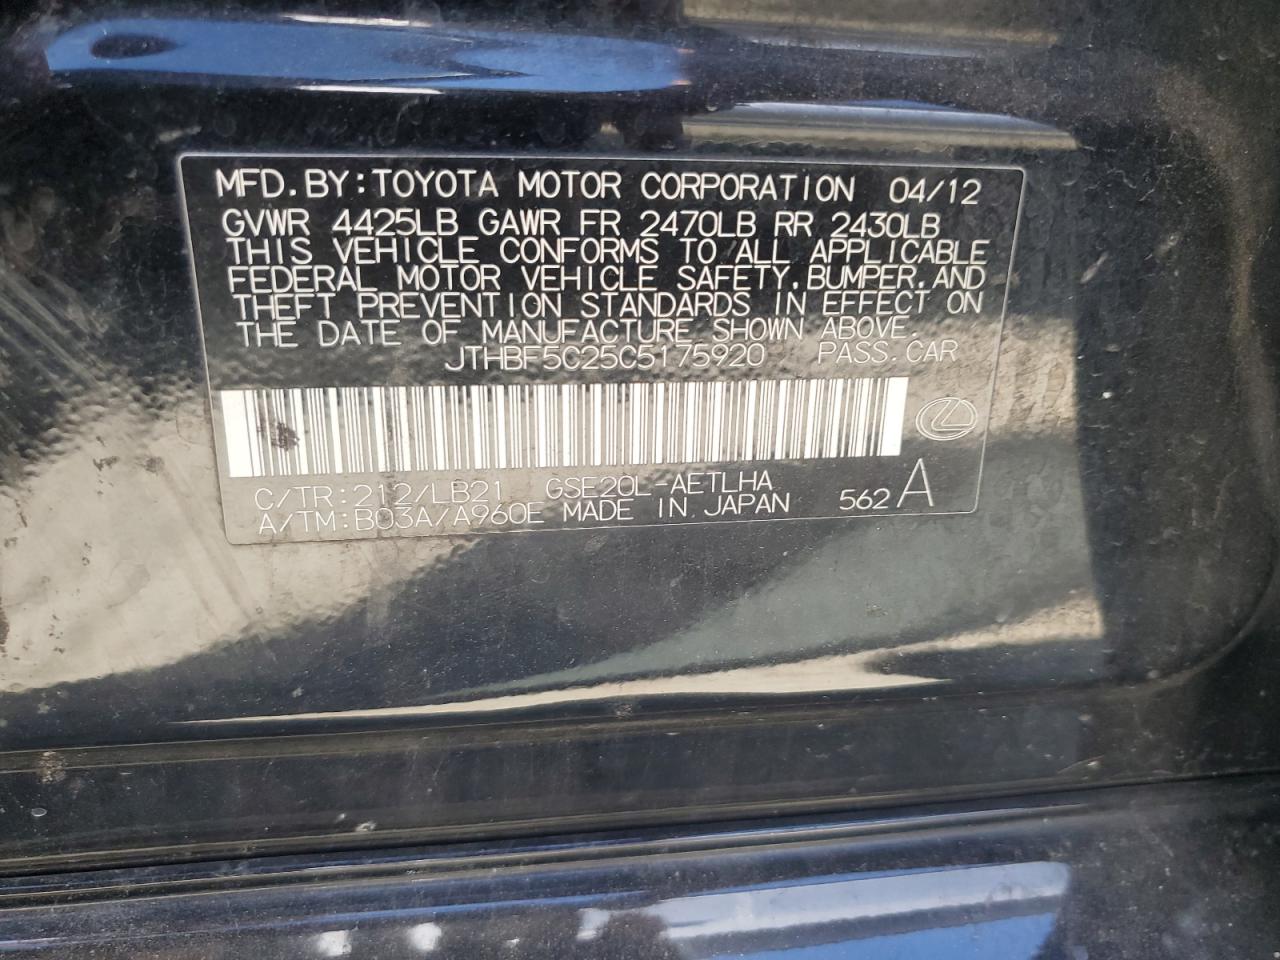 MFD.BY:TOYOTA MOTOR CORPORATION 04/12
GVWR 4425LB GAWR FR 2470LB RR 2430LB
THIS VEHICLE CONFORMS TO ALL APPLICABLE
FEDERAL MOTOR VEHICLE SAFETY,BUMPER,AND
THEFT PREVENTION STANDARDS IN EFFECT ON
THE DATE OF MANUFACTURE SHOWN ABOVE.
JTHBF5C25C5175920 PASS.CAR
C/TR:212/LB21 GSE20L-AETLHA
A/TM:B03A/A960E MADE IN JAPAN 562 A